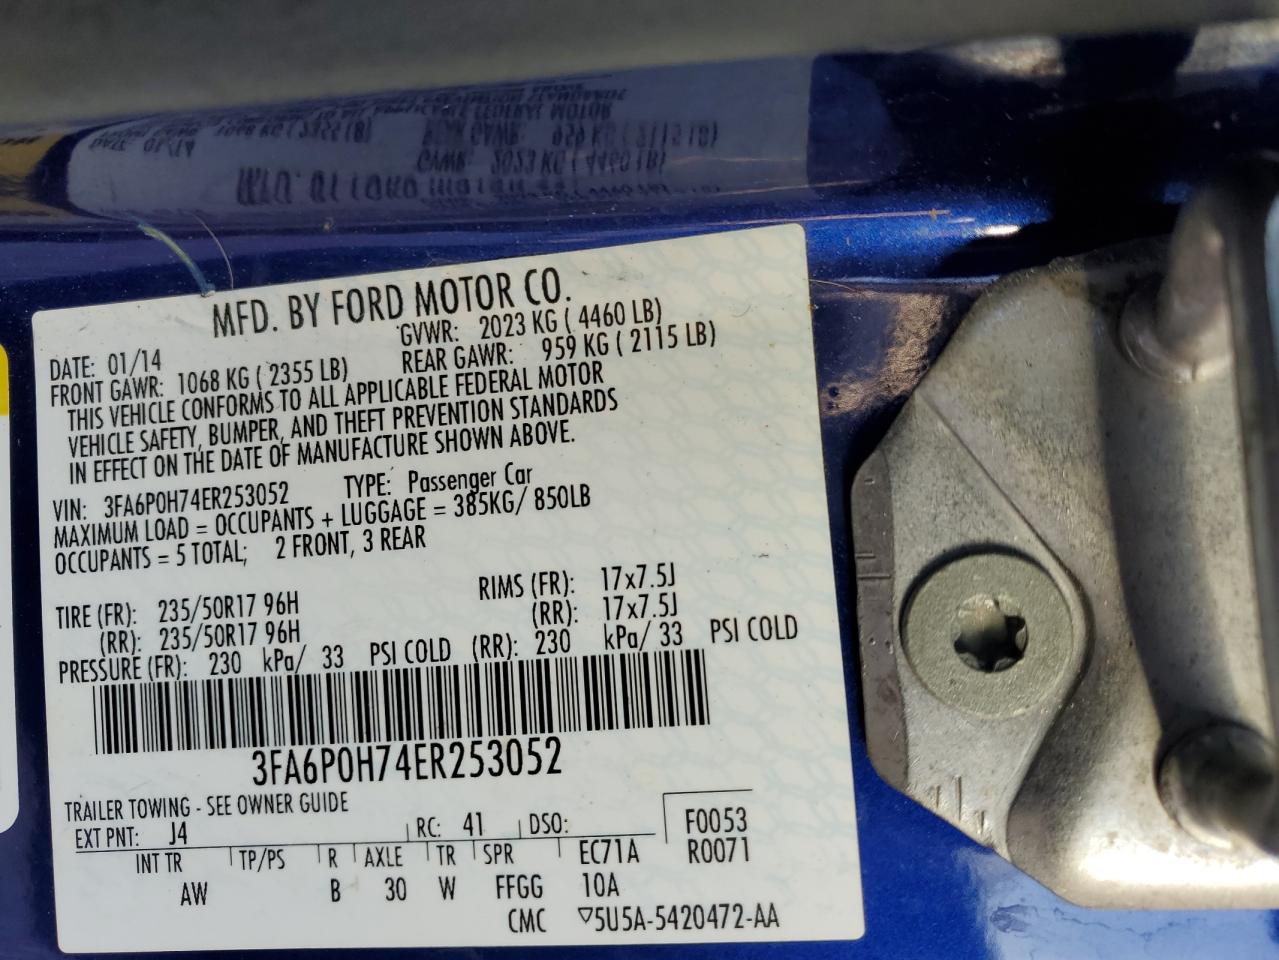 MFD. BY FORD MOTOR CO.
DATE: 01/14 GVWR: 2023 KG ( 4460 LB)
FRONT GAWR: 1068 KG ( 2355 LB) REAR GAWR: 959 KG ( 2115 LB)
THIS VEHICLE CONFORMS TO ALL APPLICABLE FEDERAL MOTOR
VEHICLE SAFETY, BUMPER, AND THEFT PREVENTION STANDARDS
IN EFFECT ON THE DATE OF MANUFACTURE SHOWN ABOVE.
VIN: 3FA6P0H74ER253052 TYPE: Passenger Car
MAXIMUM LOAD = OCCUPANTS + LUGGAGE = 385KG/ 850LB
OCCUPANTS = 5 TOTAL; 2 FRONT, 3 REAR
TIRE (FR): 235/50R17 96H RIMS (FR): 17x7.5J
(RR): 235/50R17 96H (RR): 17x7.5J
PRESSURE (FR): 230 kPa/ 33 PSI COLD (RR): 230 kPa/ 33 PSI COLD
3FA6P0H74ER253052
TRAILER TOWING - SEE OWNER GUIDE
EXT PNT: J4 RC: 41 DSO: F0053
INT TR TP/PS R AXLE TR SPR EC71A R0071
AW B 30 W FFGG 10A
CMC ▽5U5A-5420472-AA